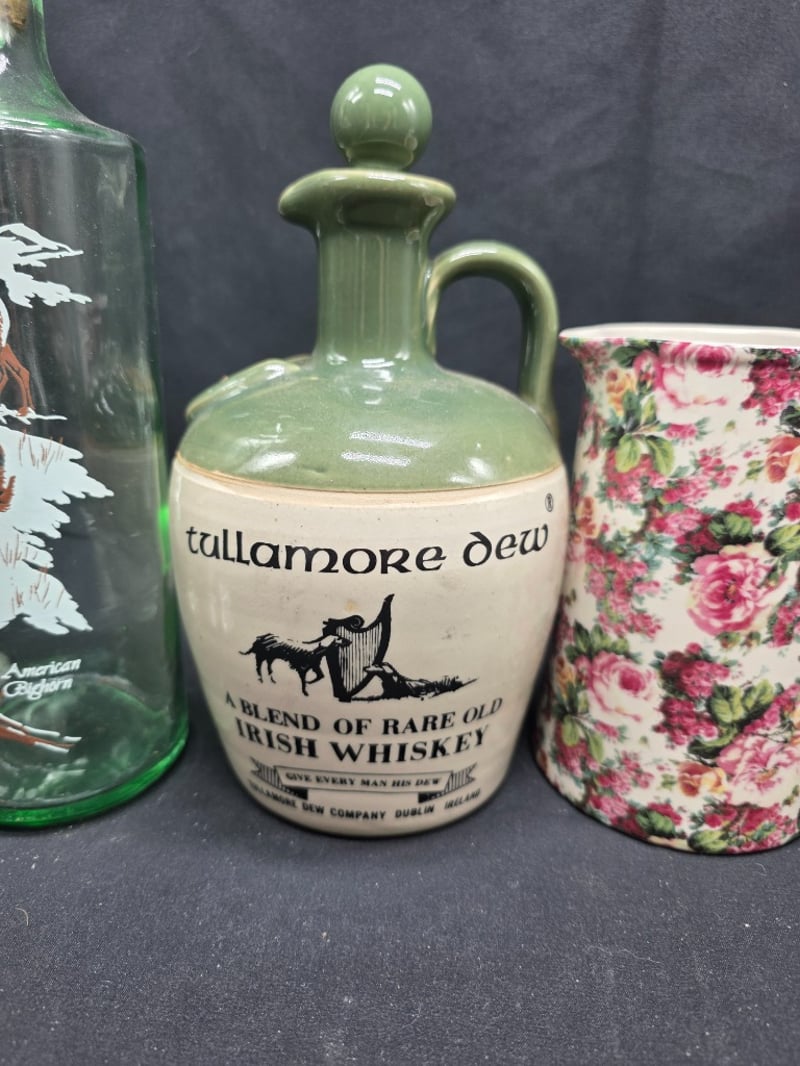 American
Bighorn
tullamore dew ®
A BLEND OF RARE OLD
IRISH WHISKEY
GIVE EVERY MAN HIS DEW
TULLAMORE DEW COMPANY DUBLIN IRELAND